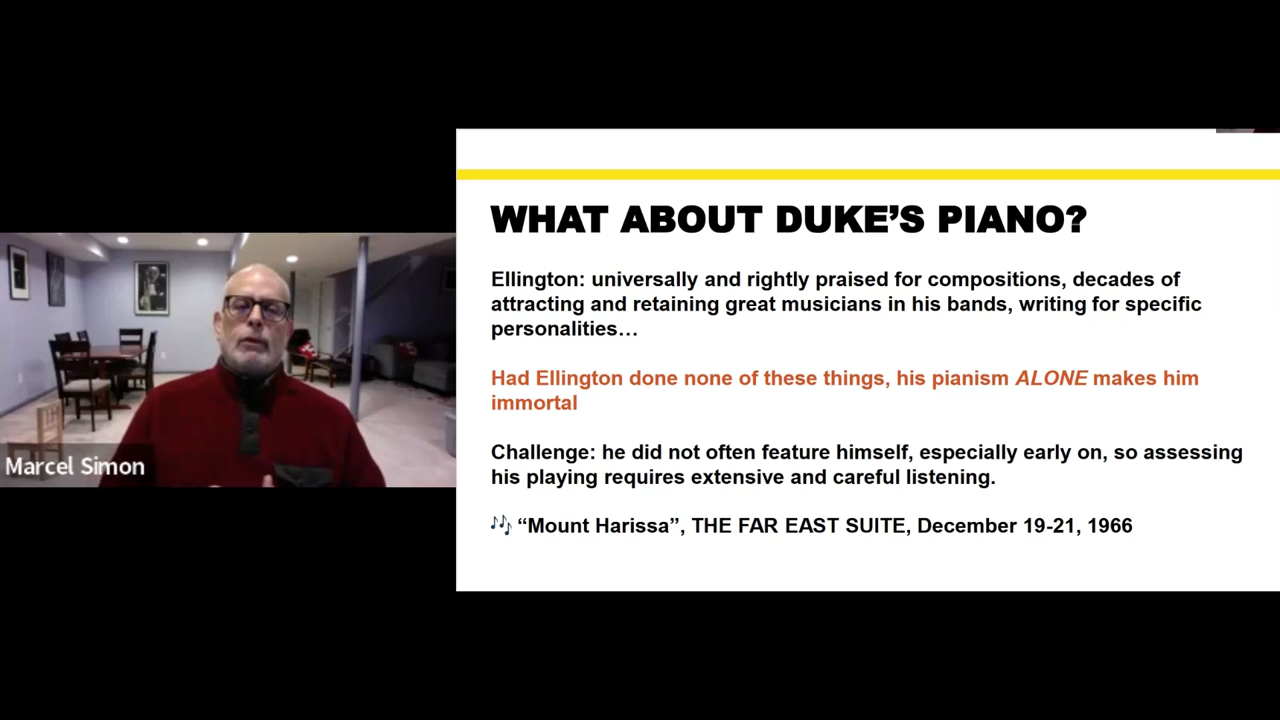 WHAT ABOUT DUKE’S PIANO?
Ellington: universally and rightly praised for compositions, decades of
attracting and retaining great musicians in his bands, writing for specific
personalities…
Had Ellington done none of these things, his pianism ALONE makes him
immortal
Challenge: he did not often feature himself, especially early on, so assessing
his playing requires extensive and careful listening.
🎶 “Mount Harissa”, THE FAR EAST SUITE, December 19-21, 1966
Marcel Simon